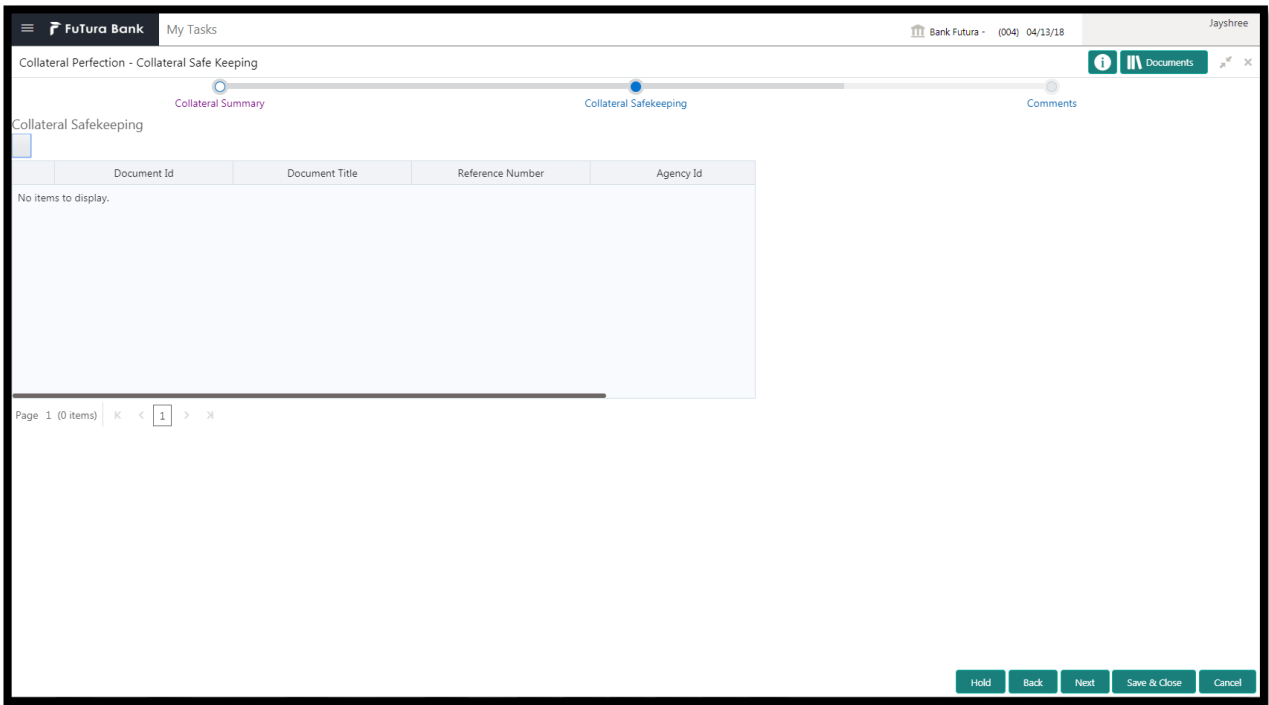 FuTura Bank My Tasks Bank Futura - (004) 04/13/18 Jayshree
Collateral Perfection - Collateral Safe Keeping i Documents
Collateral Summary Collateral Safekeeping Comments
Collateral Safekeeping
Document Id Document Title Reference Number Agency Id
No items to display.
Page 1 (0 items) 1
Hold Back Next Save & Close Cancel